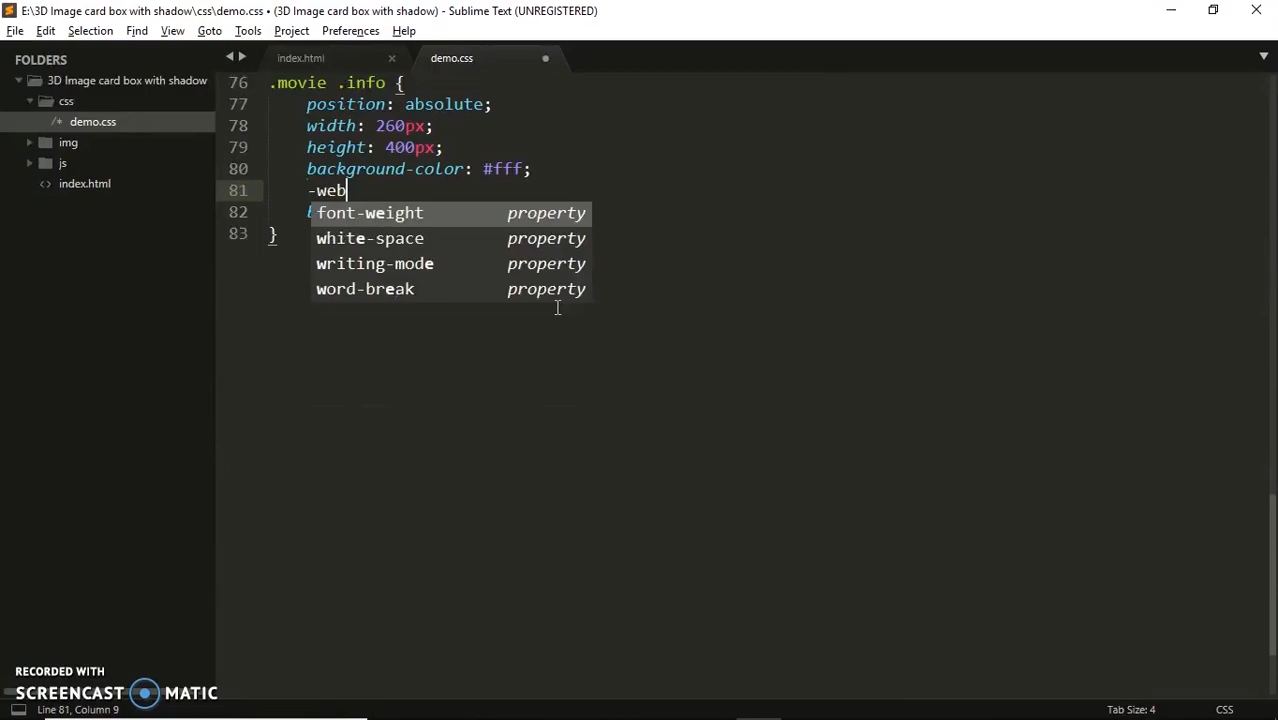 E:\3D Image card box with shadow\css\demo.css • (3D Image card box with shadow) - Sublime Text (UNREGISTERED)
File Edit Selection Find View Goto Tools Project Preferences Help
FOLDERS
3D Image card box with shadow
css
/* demo.css
img
js
<> index.html
index.html
demo.css
76 .movie .info {
77 position: absolute;
78 width: 260px;
79 height: 400px;
80 background-color: #fff;
81 -web
82
font-weight property
white-space property
writing-mode property
word-break property
83 }
RECORDED WITH
SCREENCAST MATIC
Line 81, Column 9
Tab Size: 4
CSS